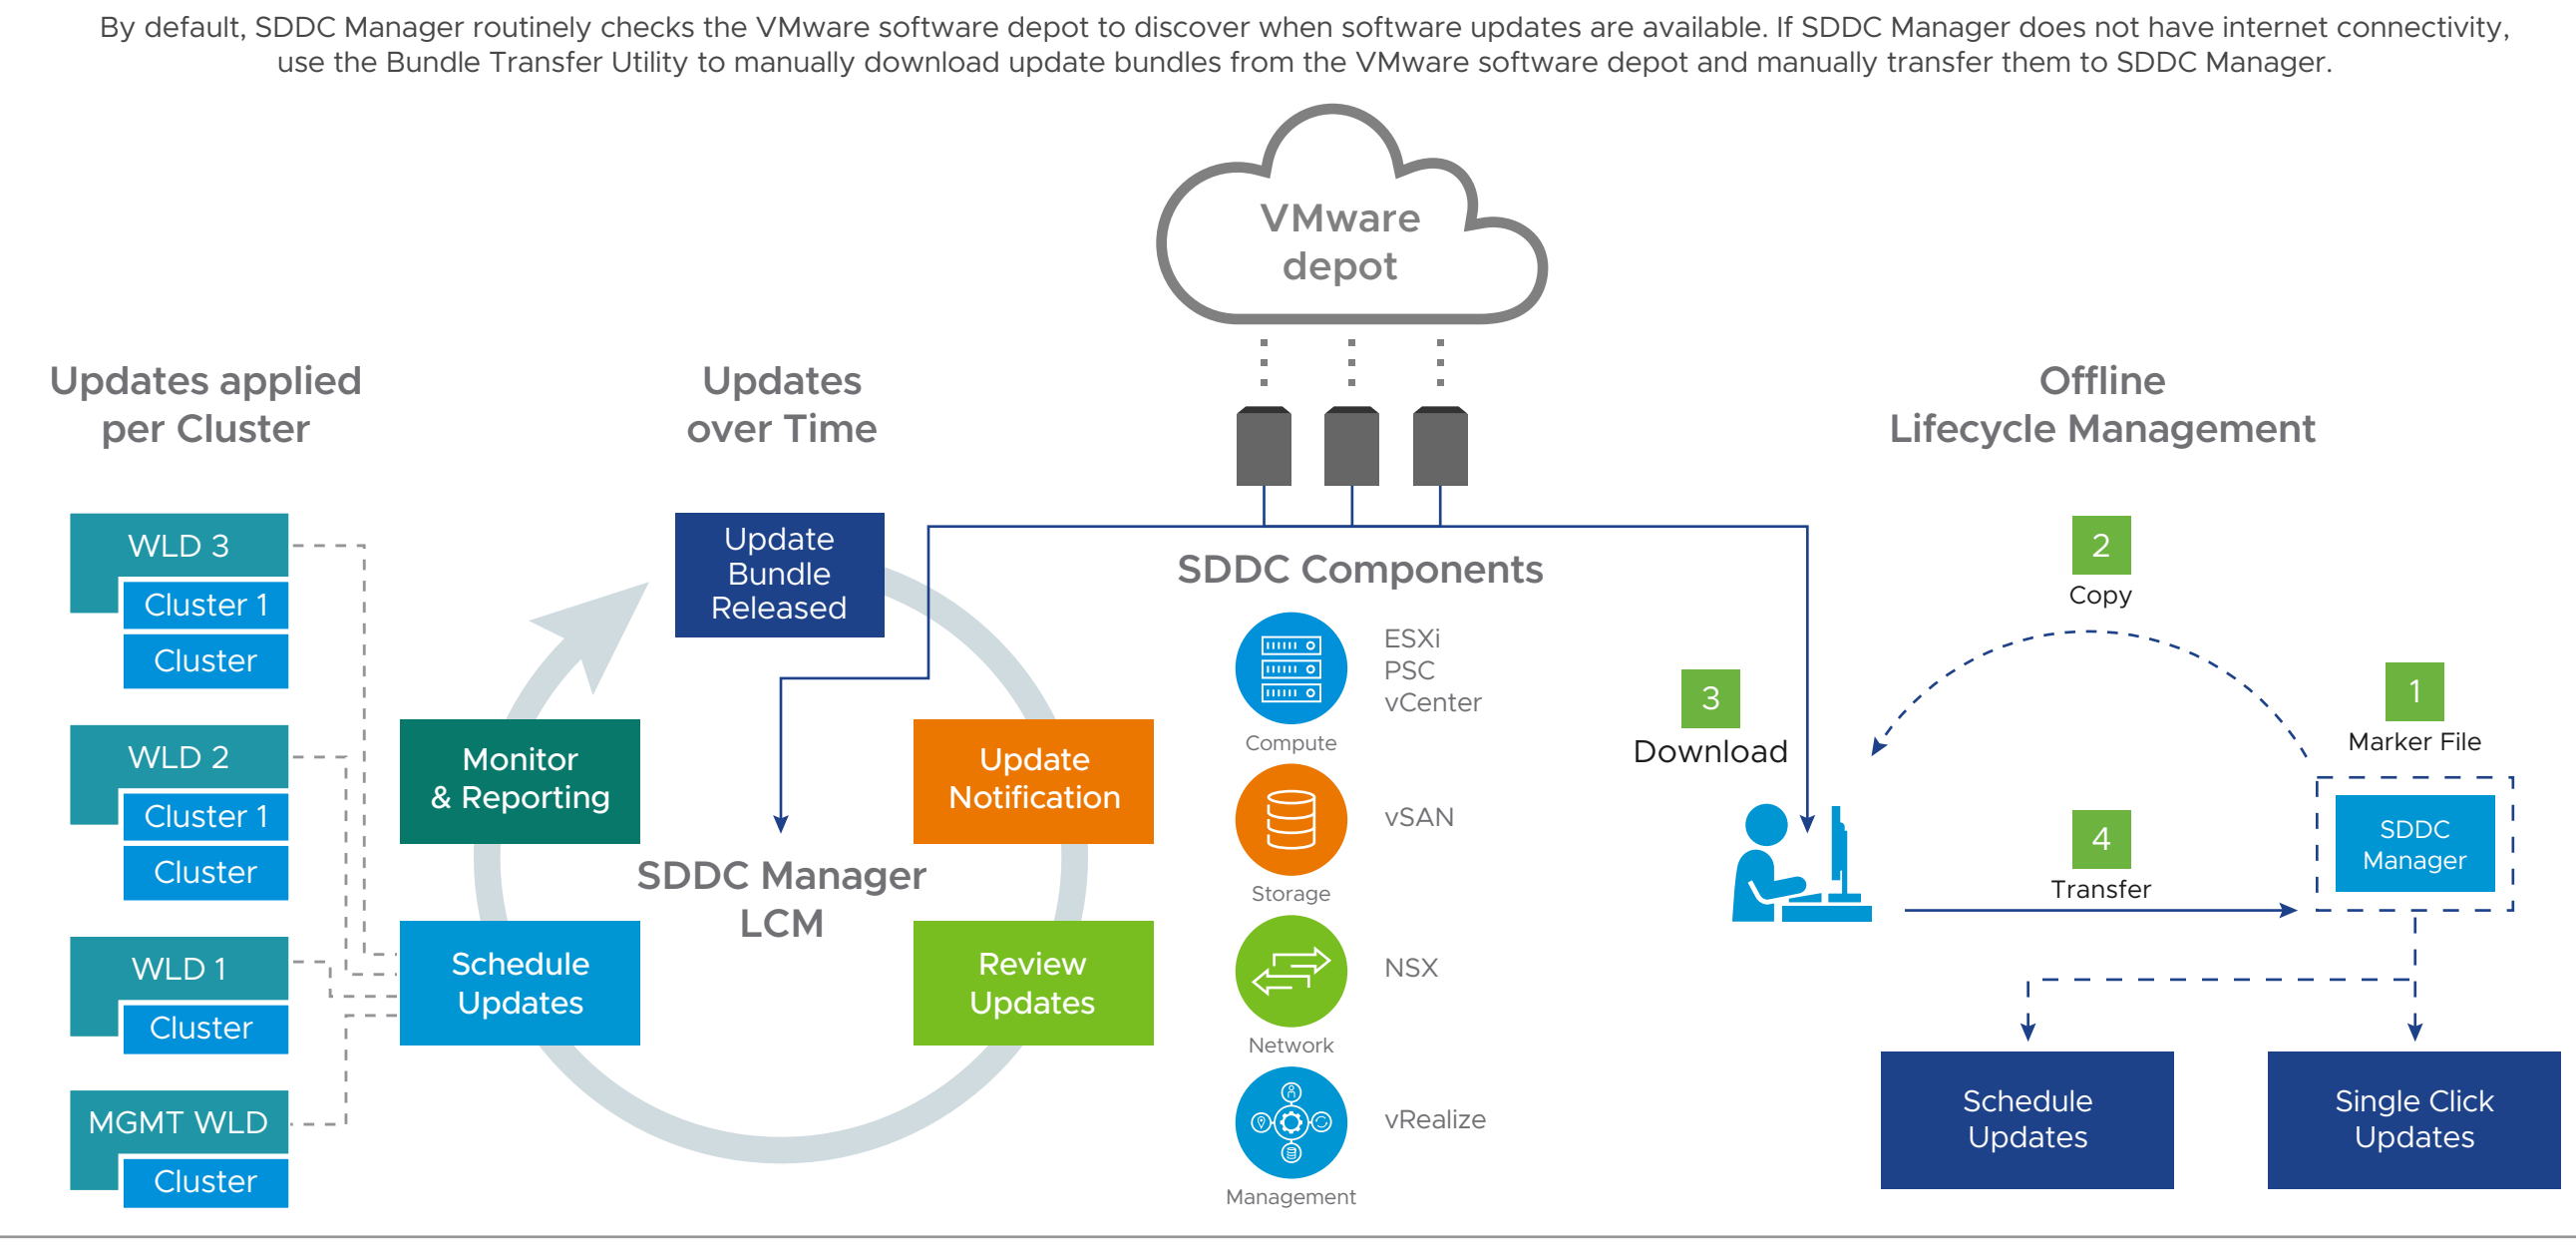 By default, SDDC Manager routinely checks the VMware software depot to discover when software updates are available. If SDDC Manager does not have internet connectivity,
use the Bundle Transfer Utility to manually download update bundles from the VMware software depot and manually transfer them to SDDC Manager.
VMware
depot
Updates applied
per Cluster
WLD 3
Cluster 1
Cluster
WLD 2
Cluster 1
Cluster
WLD 1
Cluster
MGMT WLD
Cluster
Updates
over Time
Update
Bundle
Released
Monitor
& Reporting
Update
Notification
SDDC Manager
LCM
Schedule
Updates
Review
Updates
SDDC Components
ESXi
PSC
vCenter
Compute
vSAN
Storage
NSX
Network
vRealize
Management
Offline
Lifecycle Management
2
Copy
1
Marker File
3
Download
4
Transfer
SDDC
Manager
Schedule
Updates
Single Click
Updates